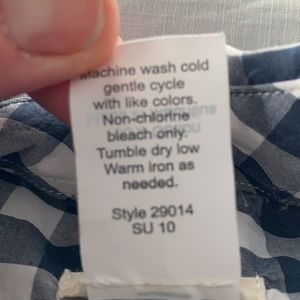 Machine wash cold
gentle cycle
with like colors.
Non-chlorine
bleach only.
Tumble dry low
Warm iron as
needed.
Style 29014
SU 10